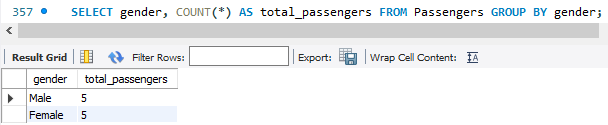 357 SELECT gender, COUNT(*) AS total_passengers FROM Passengers GROUP BY gender;
Result Grid Filter Rows: Export: Wrap Cell Content: IA
gender total_passengers
Male 5
Female 5